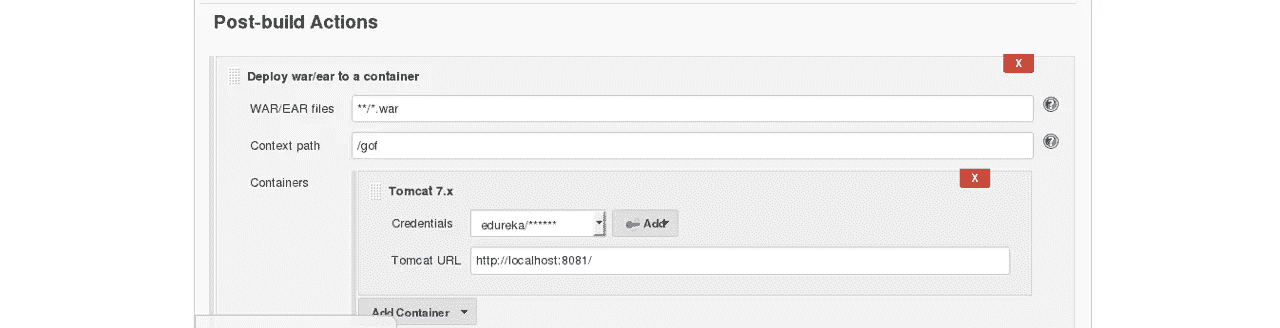 Post-build Actions
X
Deploy war/ear to a container
WAR/EAR files **/*.war ?
Context path /gof ?
Containers
X
Tomcat 7.x
Credentials edureka/****** Add
Tomcat URL http://localhost:8081/
Add Container